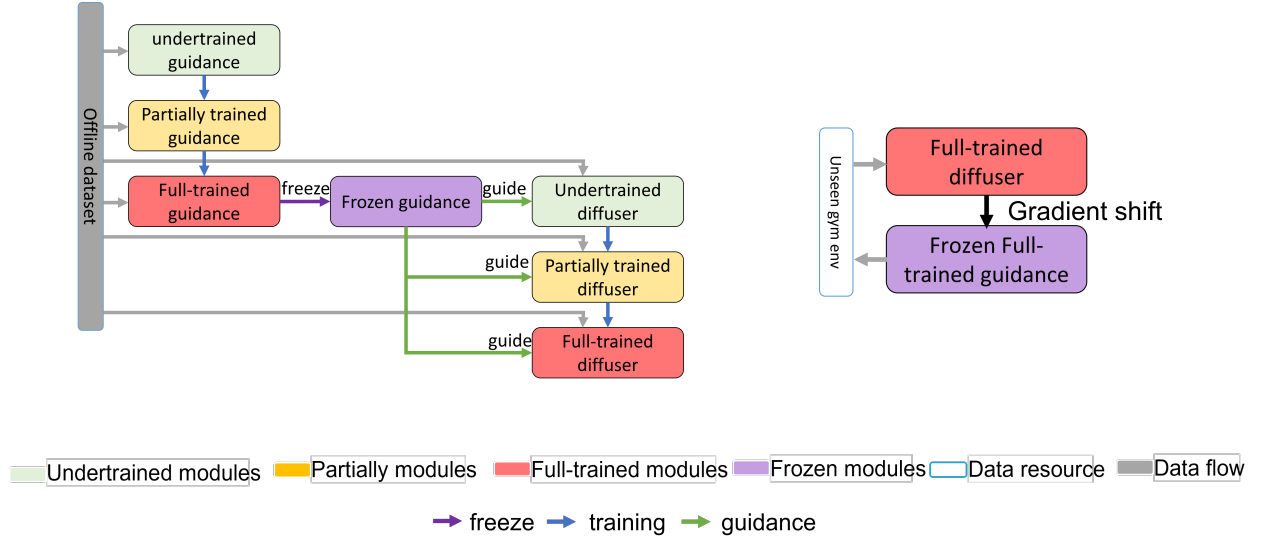 Offline dataset
undertrained
guidance
Partially trained
guidance
Full-trained
guidance
freeze
Frozen guidance
guide
Undertrained
diffuser
guide
Partially trained
diffuser
guide
Full-trained
diffuser
Unseen gym env
Full-trained
diffuser
Gradient shift
Frozen Full-
trained guidance
Undertrained modules
Partially modules
Full-trained modules
Frozen modules
Data resource
Data flow
freeze
training
guidance